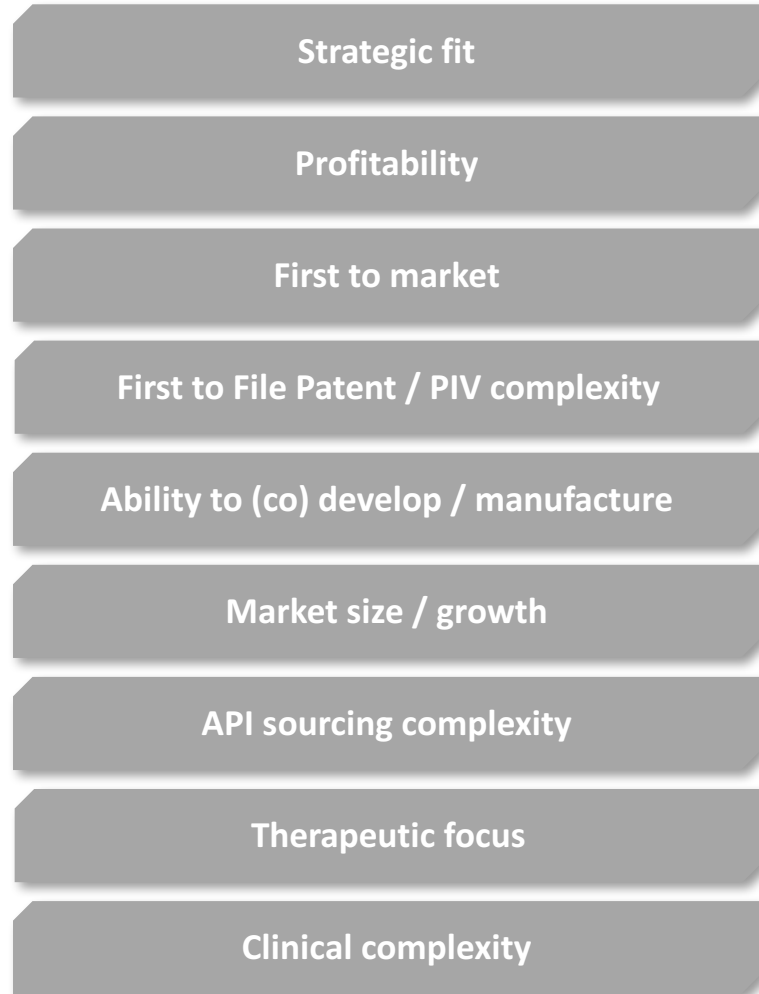 Strategic fit
Profitability
First to market
First to File Patent / PIV complexity
Ability to (co) develop / manufacture
Market size / growth
API sourcing complexity
Therapeutic focus
Clinical complexity